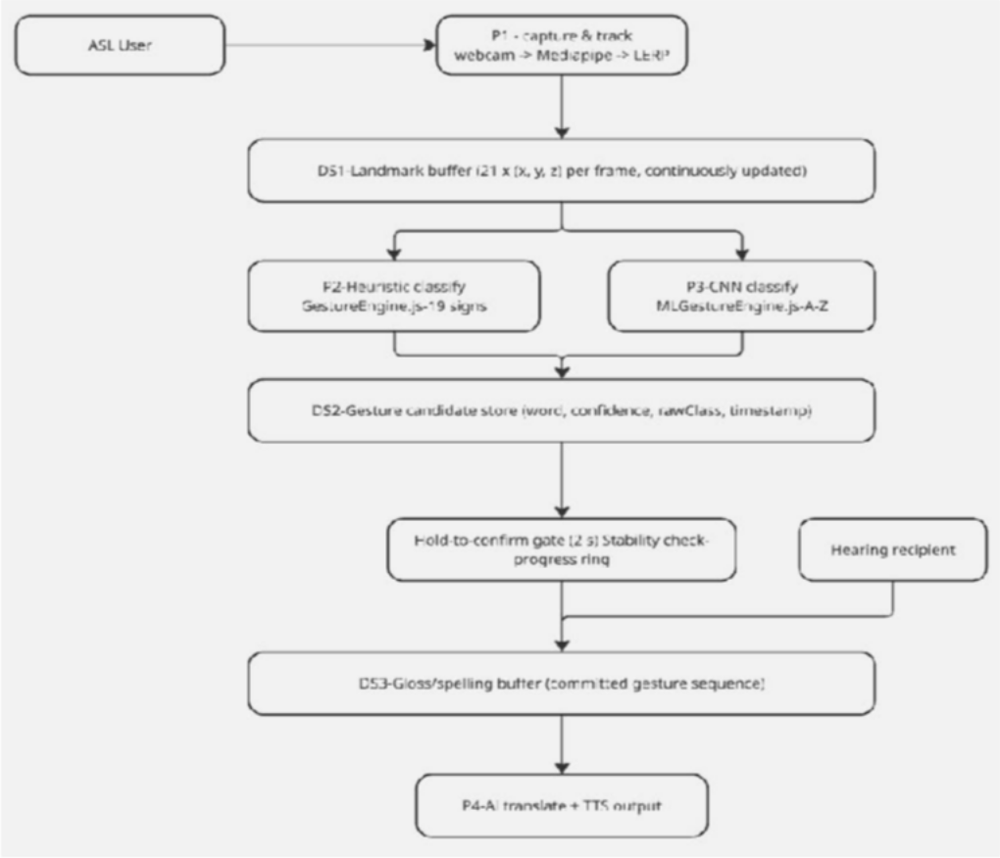 ASL User
P1 - capture & track
webcam -> Mediapipe -> LERP
DS1-Landmark buffer (21 x (x, y, z) per frame, continuously updated)
P2-Heuristic classify
GestureEngine.js-19 signs
P3-CNN classify
MLGestureEngine.js-A-Z
DS2-Gesture candidate store (word, confidence, rawClass, timestamp)
Hold-to-confirm gate (2 s) Stability check-
progress ring
Hearing recipient
DS3-Gloss/spelling buffer (committed gesture sequence)
P4-AI translate + TTS output